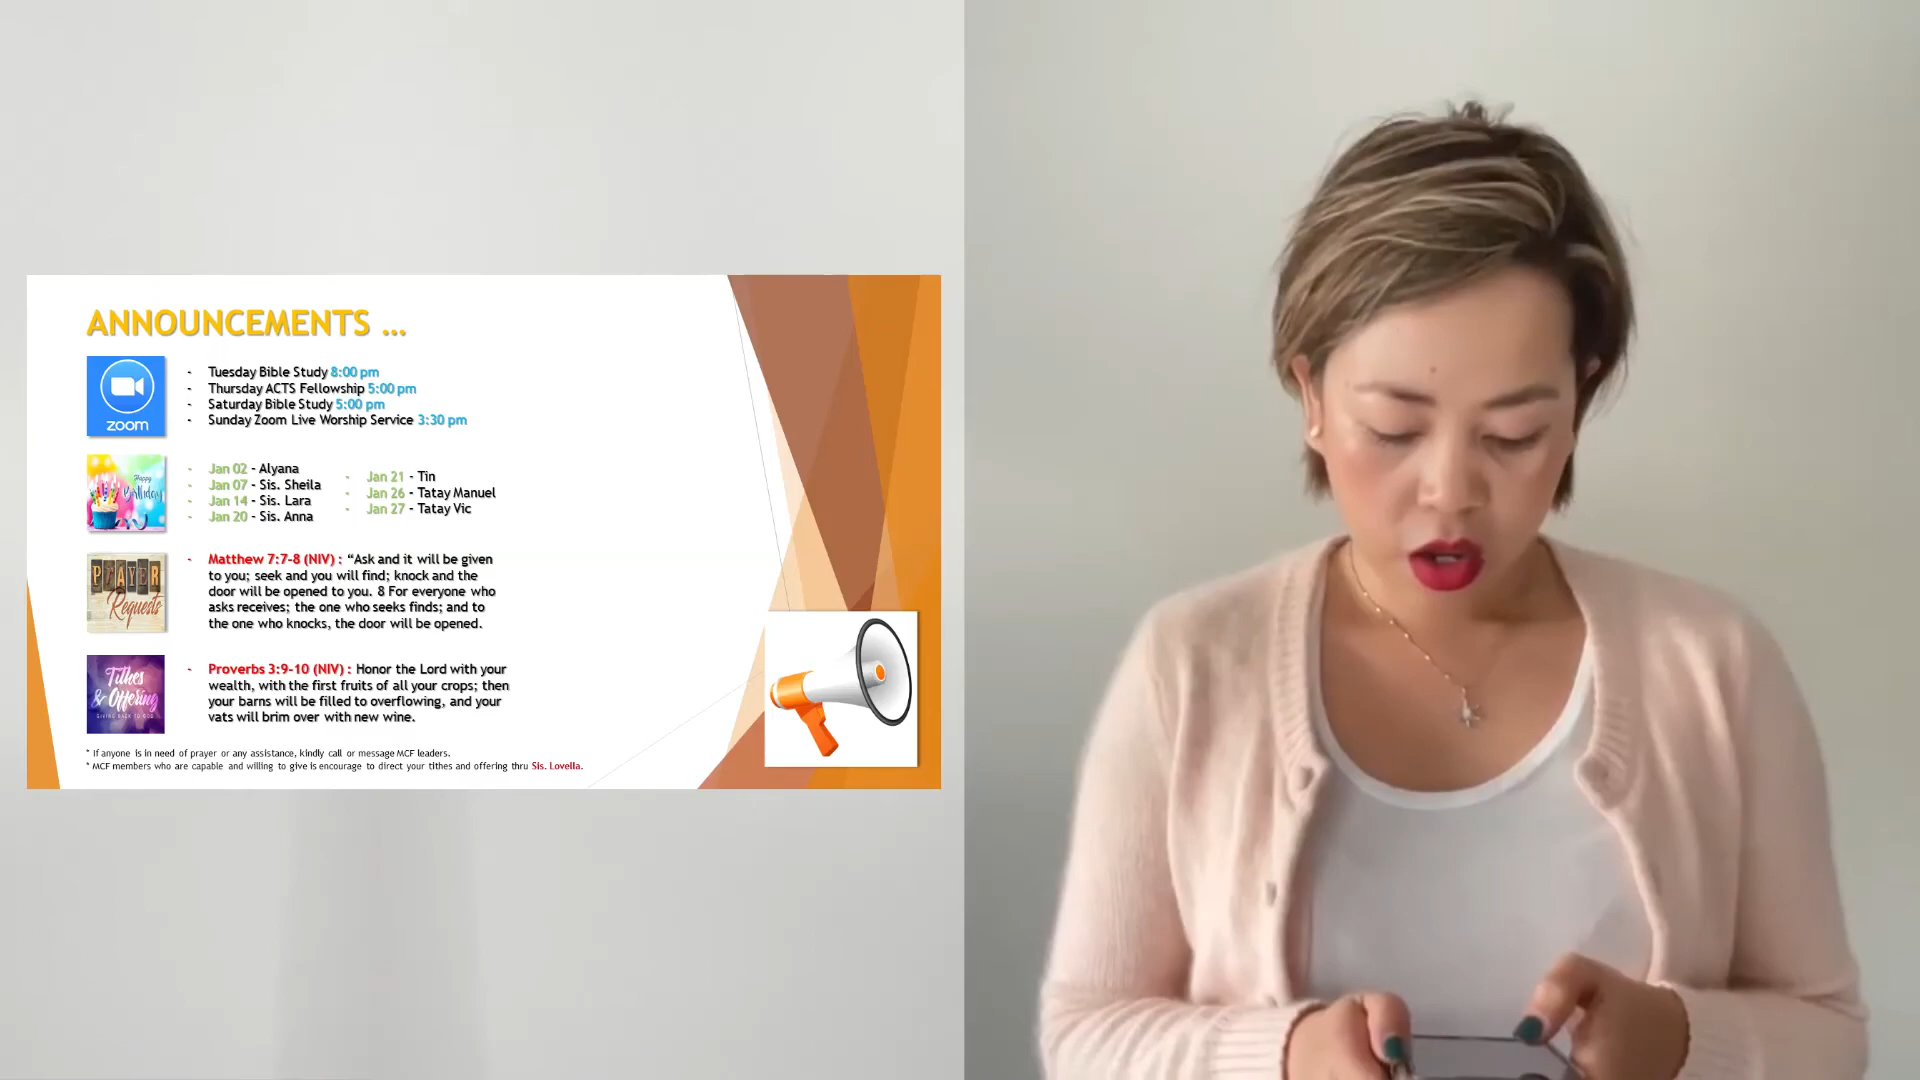 ANNOUNCEMENTS ...
zoom
- Tuesday Bible Study 8:00 pm
- Thursday ACTS Fellowship 5:00 pm
- Saturday Bible Study 5:00 pm
- Sunday Zoom Live Worship Service 3:30 pm
Happy
Birthday
- Jan 02 - Alyana
- Jan 07 - Sis. Sheila
- Jan 14 - Sis. Lara
- Jan 20 - Sis. Anna
- Jan 21 - Tin
- Jan 26 - Tatay Manuel
- Jan 27 - Tatay Vic
PRAYER
Requests
- Matthew 7:7-8 (NIV) : “Ask and it will be given
to you; seek and you will find; knock and the
door will be opened to you. 8 For everyone who
asks receives; the one who seeks finds; and to
the one who knocks, the door will be opened.
Tithes
& Offering
GIVING BACK TO GOD
- Proverbs 3:9-10 (NIV) : Honor the Lord with your
wealth, with the first fruits of all your crops; then
your barns will be filled to overflowing, and your
vats will brim over with new wine.
* If anyone is in need of prayer or any assistance, kindly call or message MCF leaders.
* MCF members who are capable and willing to give is encourage to direct your tithes and offering thru Sis. Lovella.